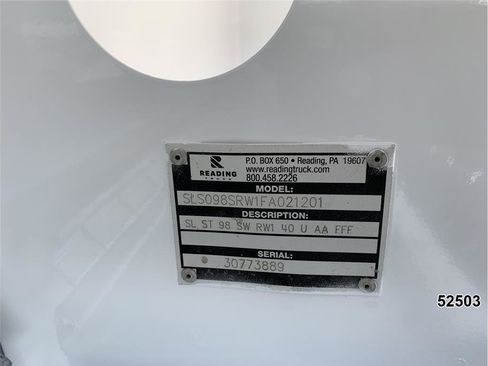 READING
TRUCK
P.O. BOX 650 • Reading, PA 19607
www.readingtruck.com
800.458.2226
MODEL:
SLS098SRW1FA021201
DESCRIPTION:
SL ST 98 SW RW1 40 U AA FFF
SERIAL:
30773889
52503